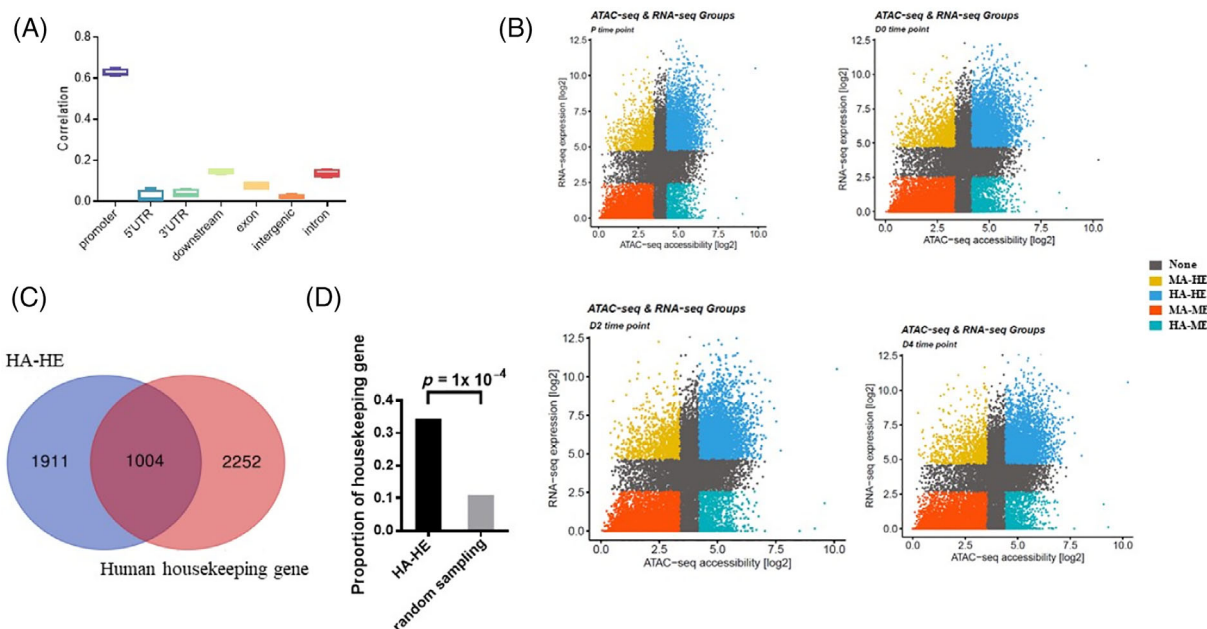 (A)
0.8
0.6
0.4
0.2
0.0
Correlation
promoter
5'UTR
3'UTR
downstream
exon
intergenic
intron
(B)
ATAC-seq & RNA-seq Groups
P time point
12.5
10.0
7.5
5.0
2.5
0.0
RNA-seq expression [log2]
0.0 2.5 5.0 7.5 10.0
ATAC-seq accessibility [log2]
ATAC-seq & RNA-seq Groups
D0 time point
12.5
10.0
7.5
5.0
2.5
0.0
RNA-seq expression [log2]
0.0 2.5 5.0 7.5 10.0
ATAC-seq accessibility [log2]
None
MA-HE
HA-HE
MA-ME
HA-ME
(C)
HA-HE
1911 1004 2252
Human housekeeping gene
(D)
p = 1x 10⁻⁴
0.4
0.3
0.2
0.1
0.0
Proportion of housekeeping gene
HA-HE
random sampling
ATAC-seq & RNA-seq Groups
D2 time point
12.5
10.0
7.5
5.0
2.5
0.0
RNA-seq expression [log2]
0.0 2.5 5.0 7.5 10.0
ATAC-seq accessibility [log2]
ATAC-seq & RNA-seq Groups
D4 time point
12.5
10.0
7.5
5.0
2.5
0.0
RNA-seq expression [log2]
0.0 2.5 5.0 7.5 10.0
ATAC-seq accessibility [log2]